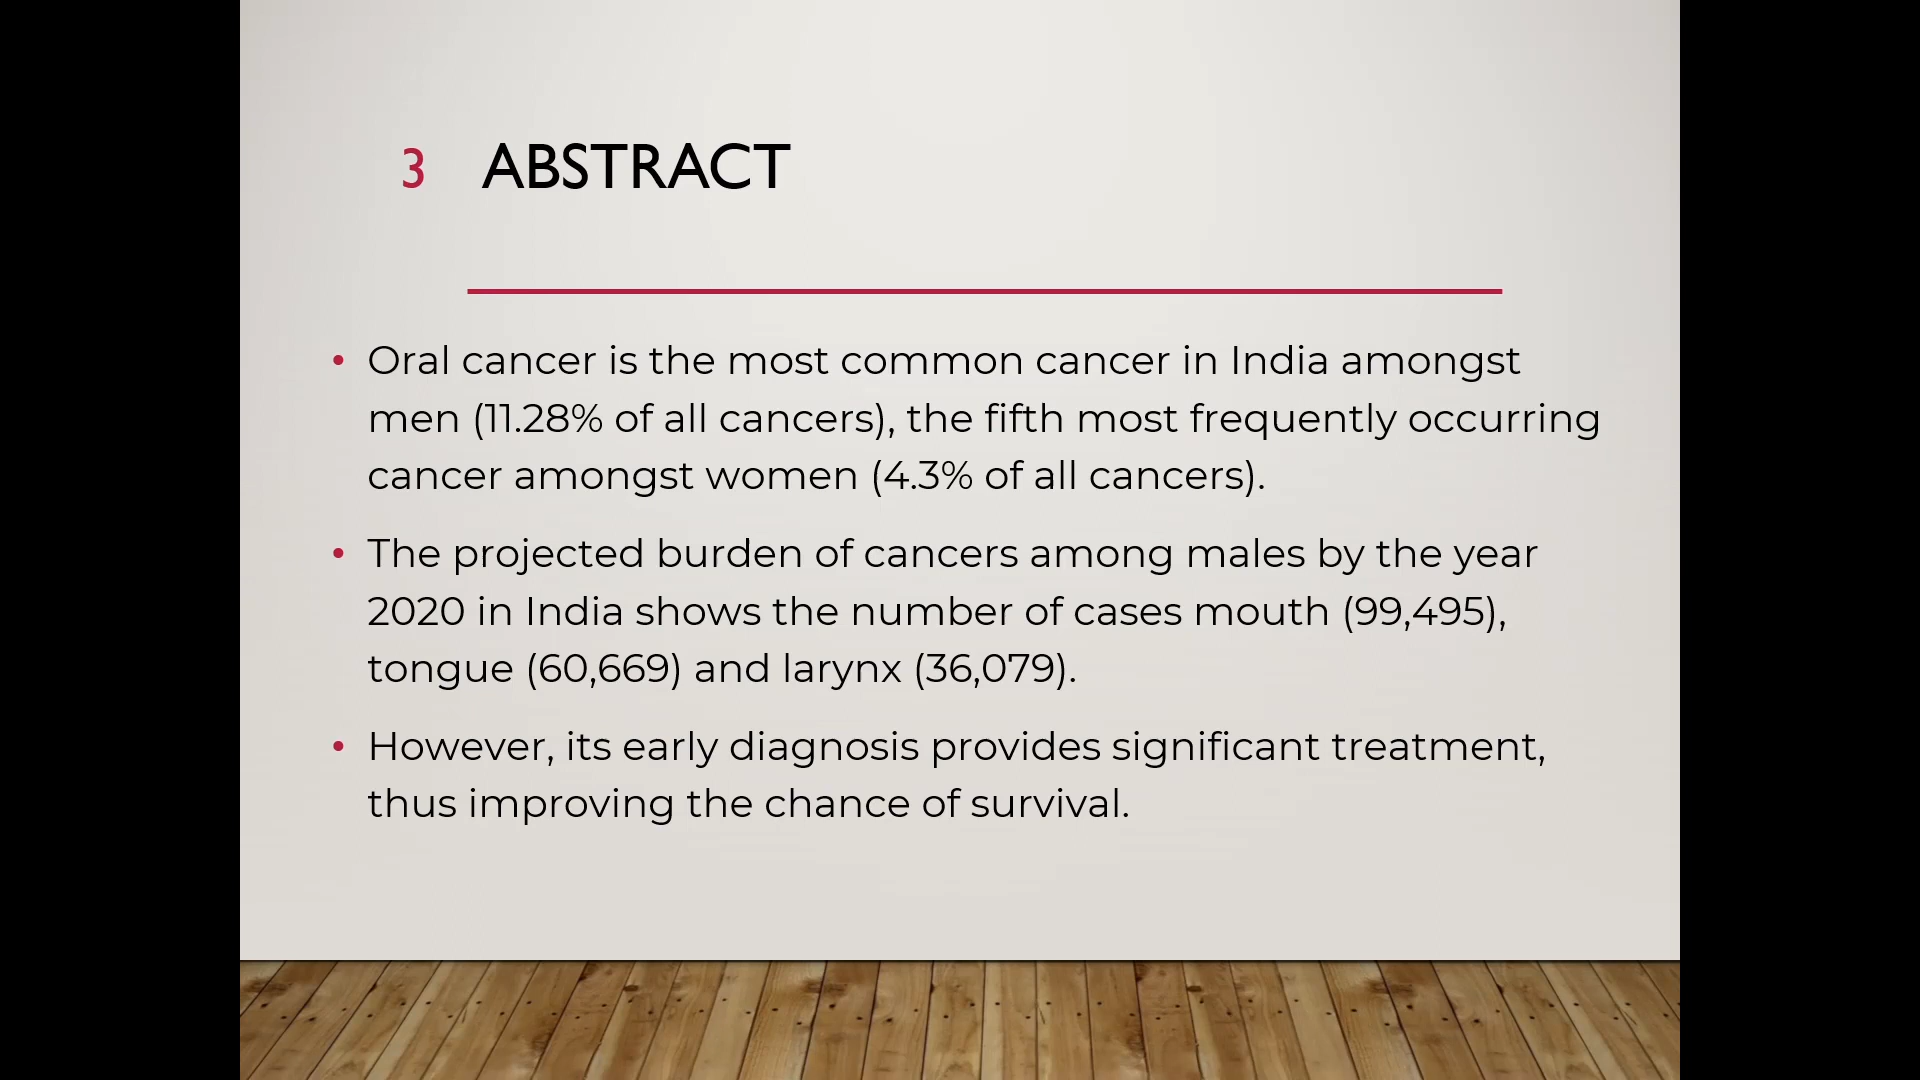 3 ABSTRACT
• Oral cancer is the most common cancer in India amongst
men (11.28% of all cancers), the fifth most frequently occurring
cancer amongst women (4.3% of all cancers).
• The projected burden of cancers among males by the year
2020 in India shows the number of cases mouth (99,495),
tongue (60,669) and larynx (36,079).
• However, its early diagnosis provides significant treatment,
thus improving the chance of survival.